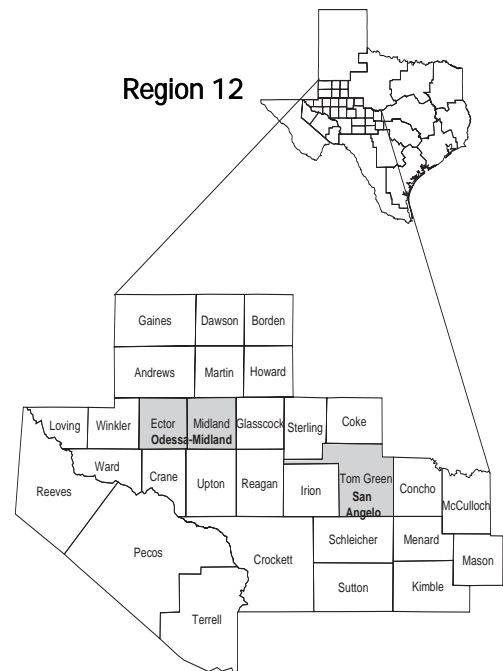 Region 12
Gaines Dawson Borden
Andrews Martin Howard
Loving Winkler Ector Midland Glasscock Sterling Coke
Odessa-Midland
Ward Crane Upton Reagan Irion Tom Green Concho McCulloch
San
Angelo
Reeves
Pecos Crockett Schleicher Menard Mason
Sutton Kimble
Terrell